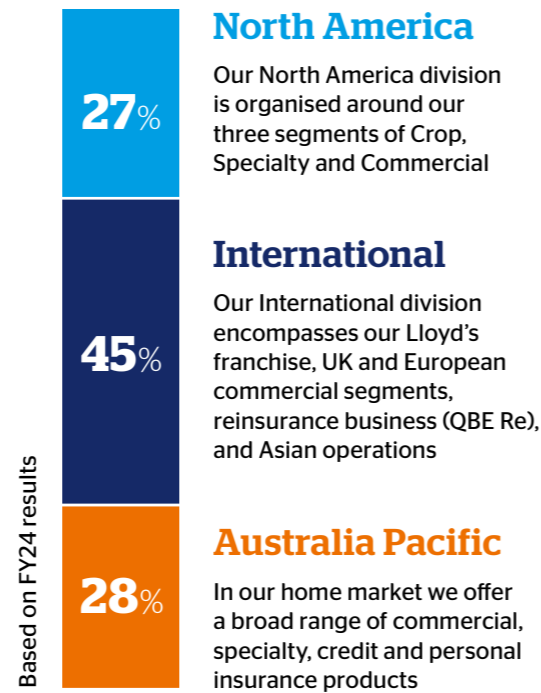 27%
North America
Our North America division
is organised around our
three segments of Crop,
Specialty and Commercial
45%
International
Our International division
encompasses our Lloyd’s
franchise, UK and European
commercial segments,
reinsurance business (QBE Re),
and Asian operations
28%
Australia Pacific
In our home market we offer
a broad range of commercial,
specialty, credit and personal
insurance products
Based on FY24 results